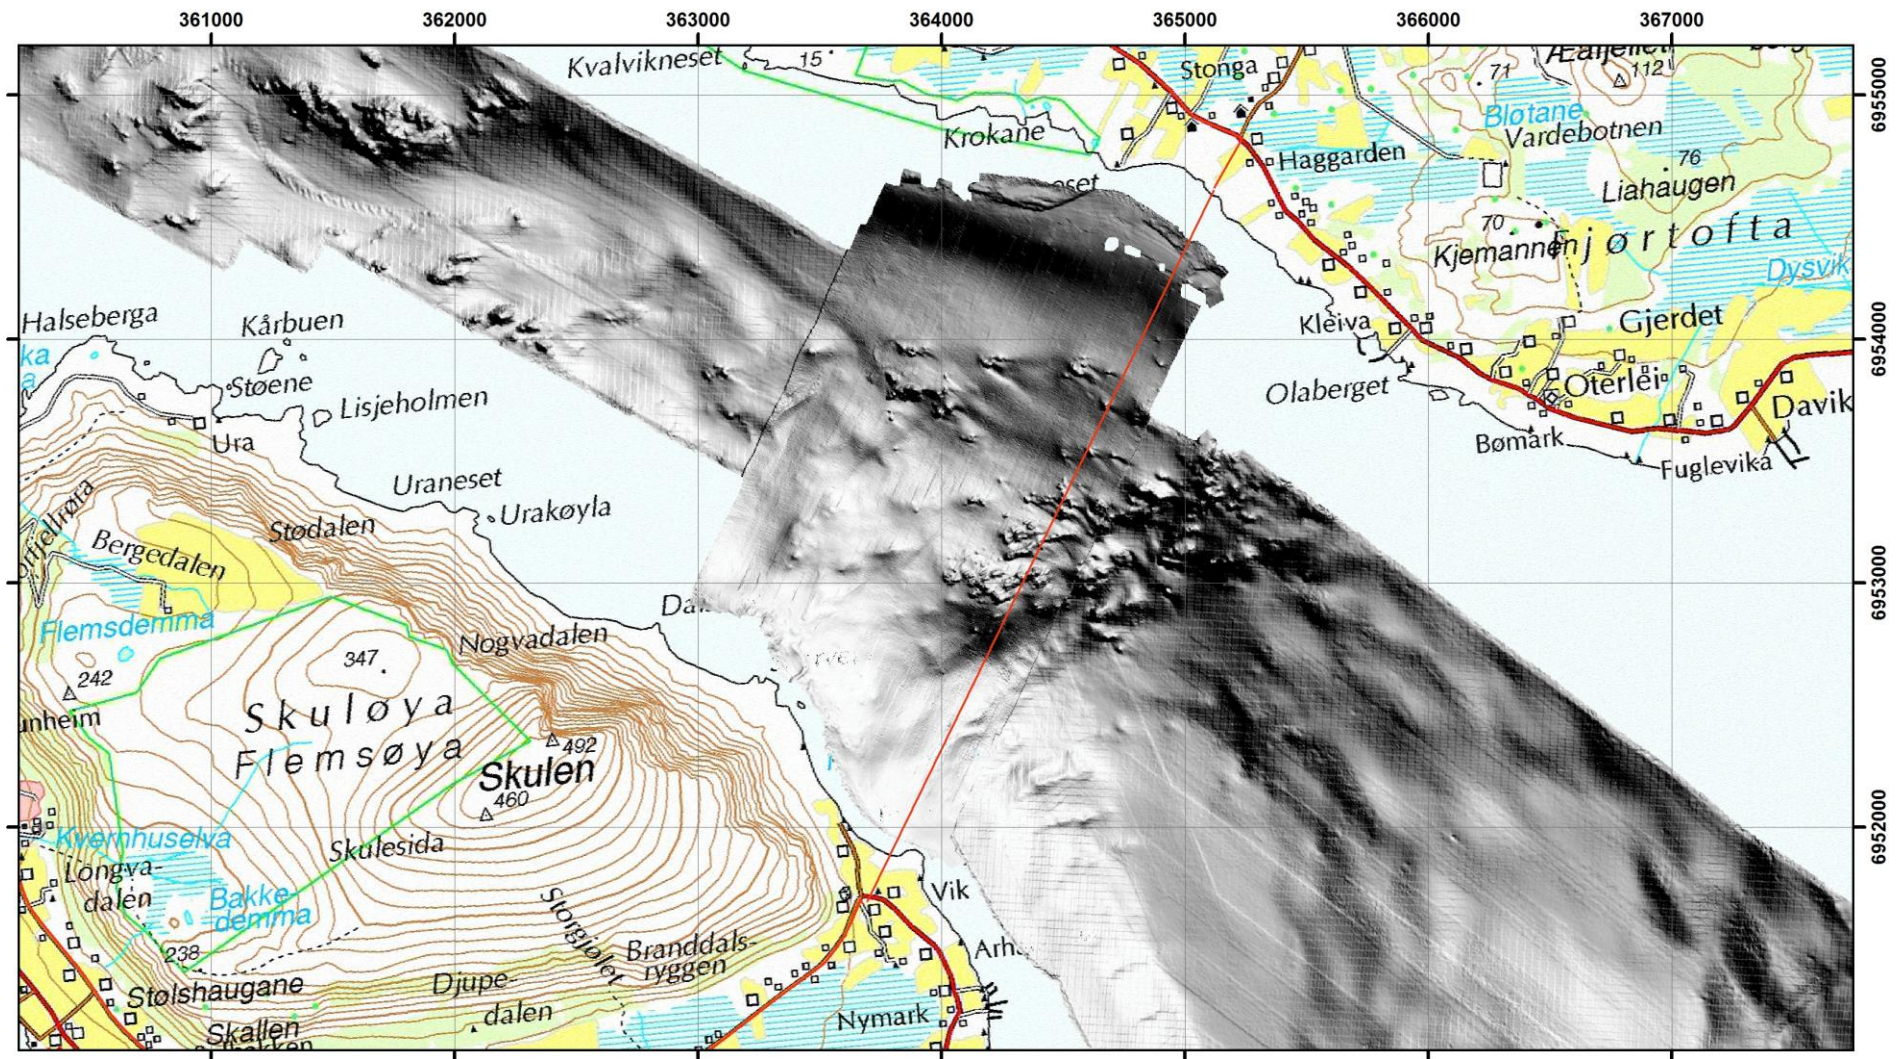 361000 362000 363000 364000 365000 366000 367000
Kvalvikneset
15
Stonga
71
112
6955000
Krokane
Haggarden
Bløtane
Vardebotnen
76
Liahaugen
70
Kjemannen
Fjørtofta
Dysvik
Halseberga
Kårbuen
Støene
Lisjeholmen
Ura
Kleiva
Gjerdet
6954000
Olaberget
Oterlei
Davik
Bømark
Fuglevika
Uraneset
Urakøyla
Stødalen
Bergedalen
6953000
Flemsdemma
Nogvadalen
347
242
Skuløya
Flemsøya
492
Skulen
460
Kvernhuselva
Skulesida
6952000
Longva-
dalen
Bakke
demma
Storgjølet
Vik
238
Branddals-
ryggen
Djupe-
dalen
Stølshaugane
Skallen
Nymark